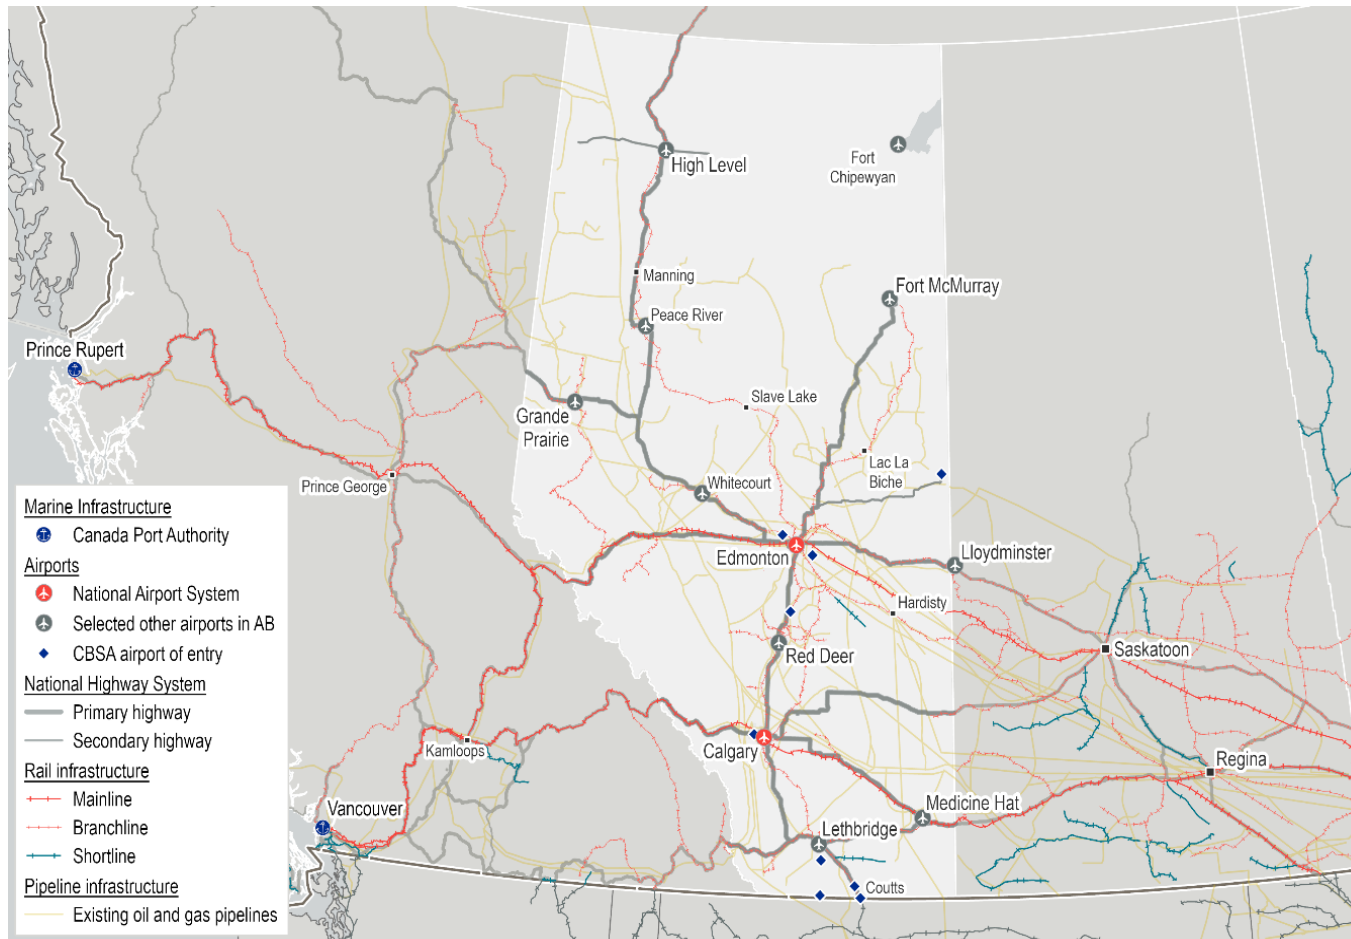 High Level
Fort
Chipewyan
Manning
Fort McMurray
Peace River
Prince Rupert
Slave Lake
Grande
Prairie
Lac La
Biche
Prince George
Whitecourt
Edmonton
Lloydminster
Hardisty
Red Deer
Saskatoon
Calgary
Kamloops
Regina
Vancouver
Medicine Hat
Lethbridge
Coutts
Marine Infrastructure
Canada Port Authority
Airports
National Airport System
Selected other airports in AB
CBSA airport of entry
National Highway System
Primary highway
Secondary highway
Rail infrastructure
Mainline
Branchline
Shortline
Pipeline infrastructure
Existing oil and gas pipelines